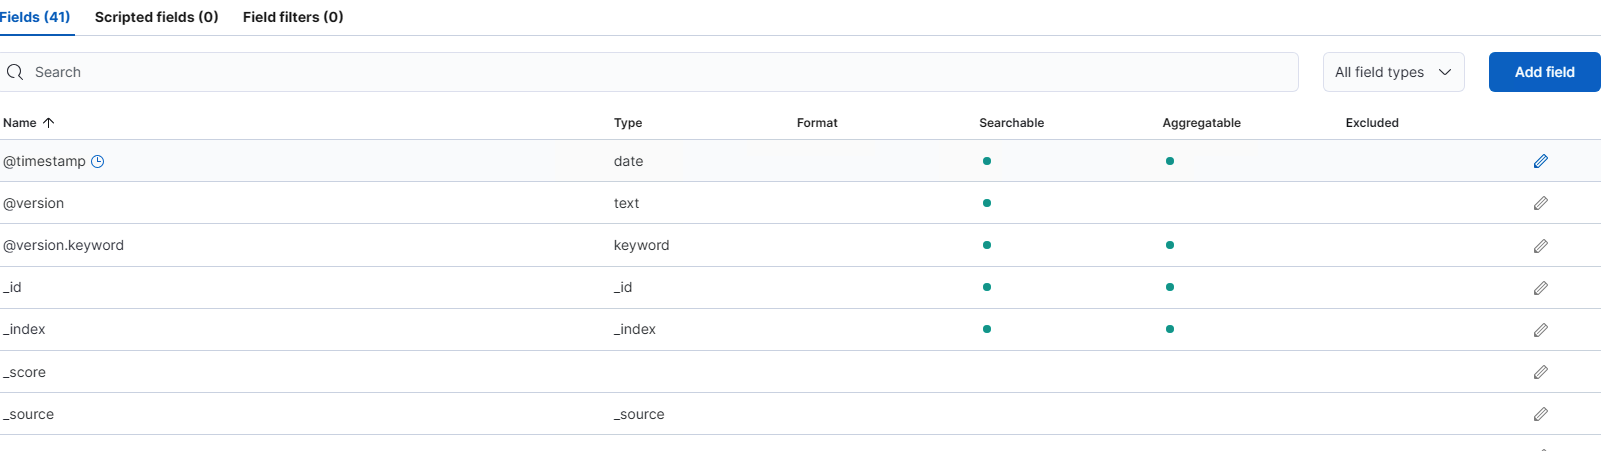 Fields (41) Scripted fields (0) Field filters (0)
Search All field types Add field
Name Type Format Searchable Aggregatable Excluded
@timestamp date
@version text
@version.keyword keyword
_id _id
_index _index
_score
_source _source